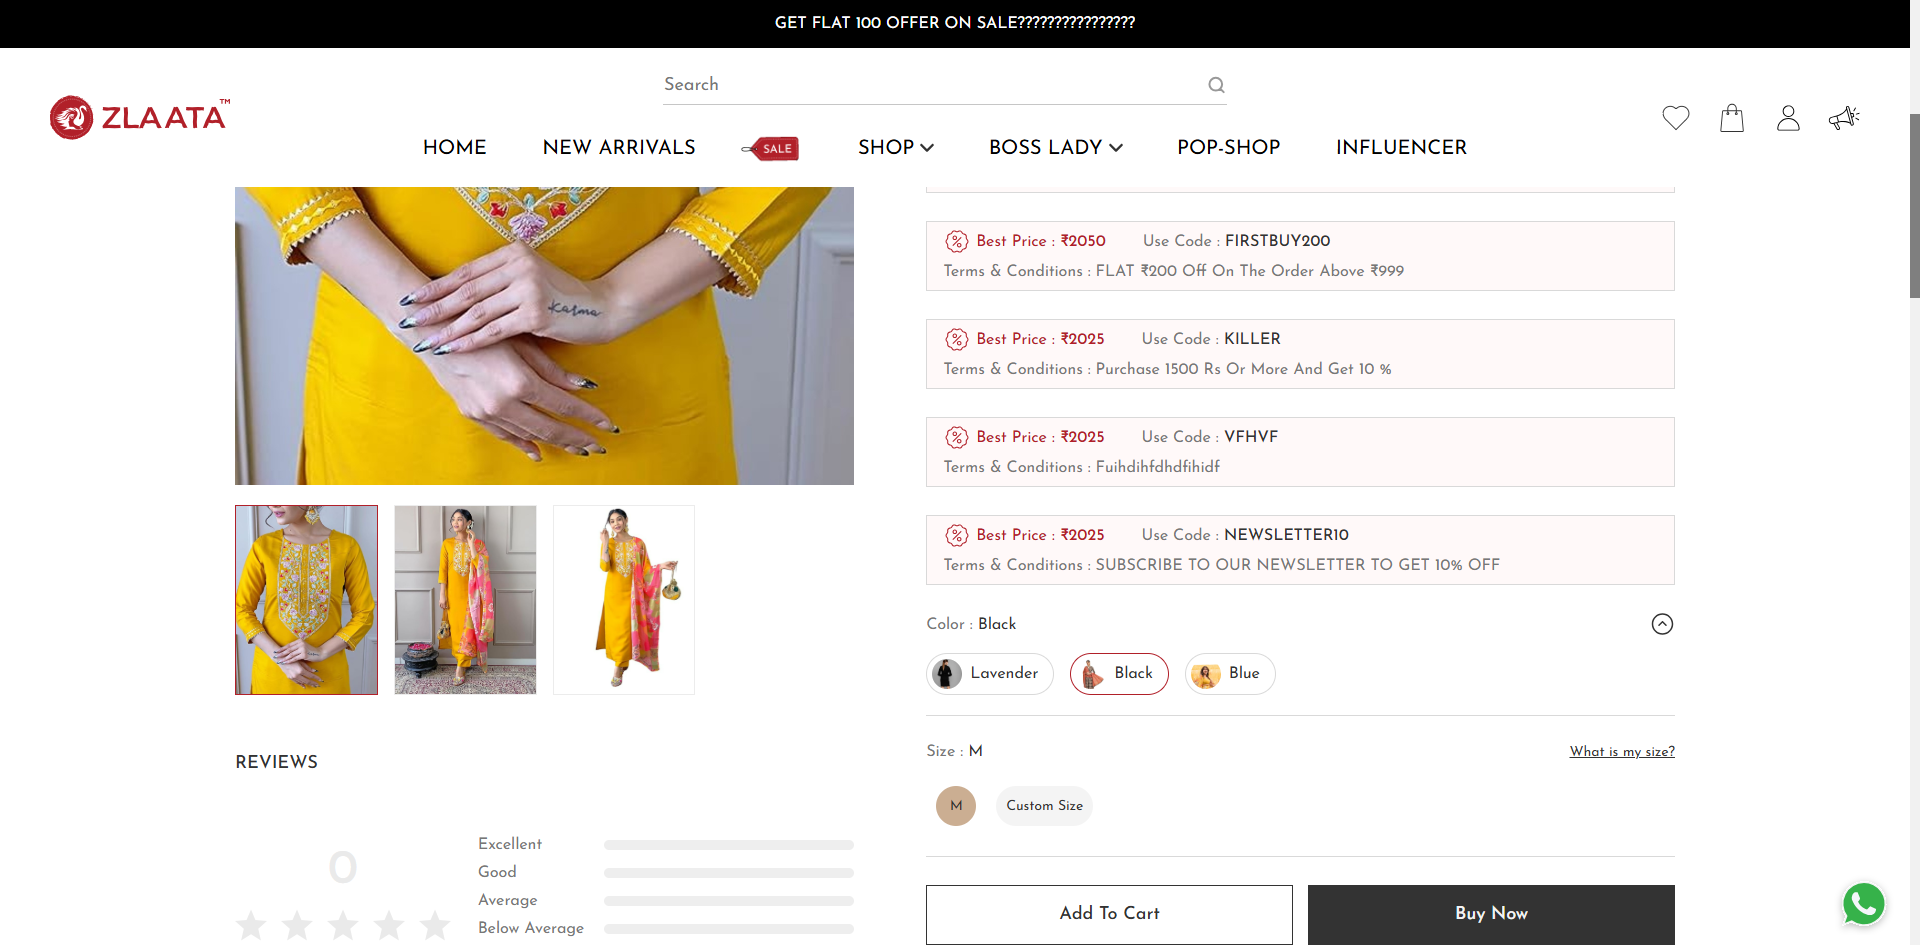 GET FLAT 100 OFFER ON SALE????????????????
Search
ZLAATA™
HOME NEW ARRIVALS SALE SHOP BOSS LADY POP-SHOP INFLUENCER
karma
Best Price : ₹2050 Use Code : FIRSTBUY200
Terms & Conditions : FLAT ₹200 Off On The Order Above ₹999
Best Price : ₹2025 Use Code : KILLER
Terms & Conditions : Purchase 1500 Rs Or More And Get 10 %
Best Price : ₹2025 Use Code : VFHVF
Terms & Conditions : Fuihdihfdhdfihidf
Best Price : ₹2025 Use Code : NEWSLETTER10
Terms & Conditions : SUBSCRIBE TO OUR NEWSLETTER TO GET 10% OFF
Color : Black
Lavender Black Blue
Size : M What is my size?
M Custom Size
Add To Cart Buy Now
REVIEWS
0
Excellent
Good
Average
Below Average